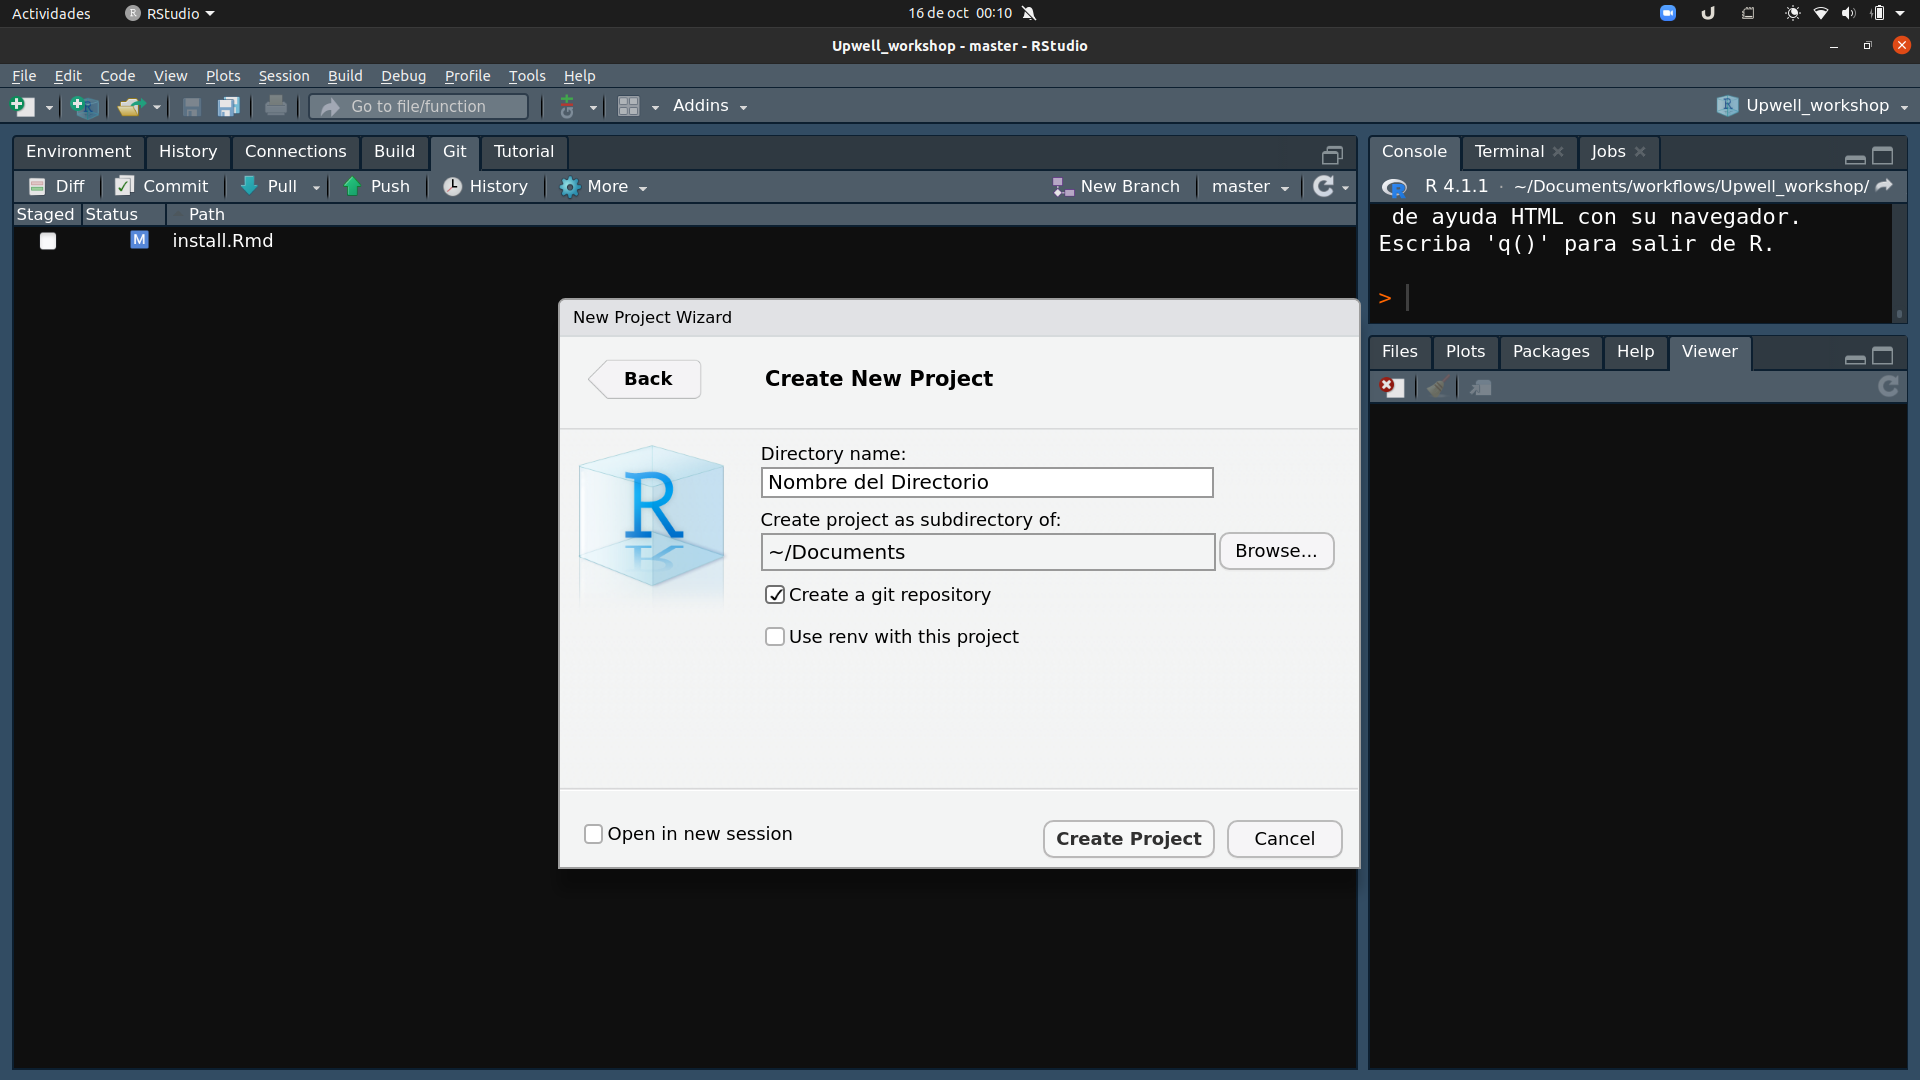 Actividades RStudio 16 de oct 00:10
Upwell_workshop - master - RStudio
File Edit Code View Plots Session Build Debug Profile Tools Help
Go to file/function Addins Upwell_workshop
Environment History Connections Build Git Tutorial
Diff Commit Pull Push History More New Branch master
Staged Status Path
M install.Rmd
Console Terminal Jobs
R 4.1.1 · ~/Documents/workflows/Upwell_workshop/
de ayuda HTML con su navegador.
Escriba 'q()' para salir de R.
>
Files Plots Packages Help Viewer
New Project Wizard
Back Create New Project
R
Directory name:
Nombre del Directorio
Create project as subdirectory of:
~/Documents Browse...
Create a git repository
Use renv with this project
Open in new session Create Project Cancel